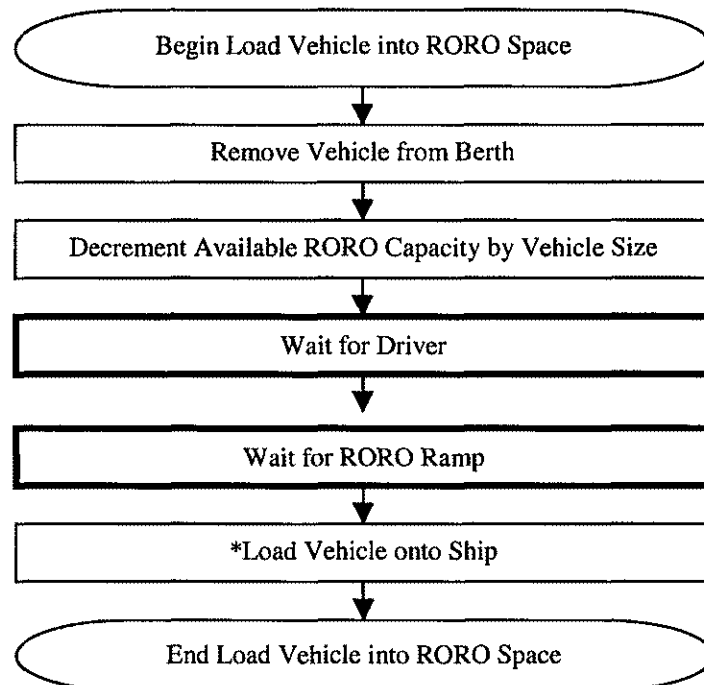 Begin Load Vehicle into RORO Space
Remove Vehicle from Berth
Decrement Available RORO Capacity by Vehicle Size
Wait for Driver
Wait for RORO Ramp
*Load Vehicle onto Ship
End Load Vehicle into RORO Space